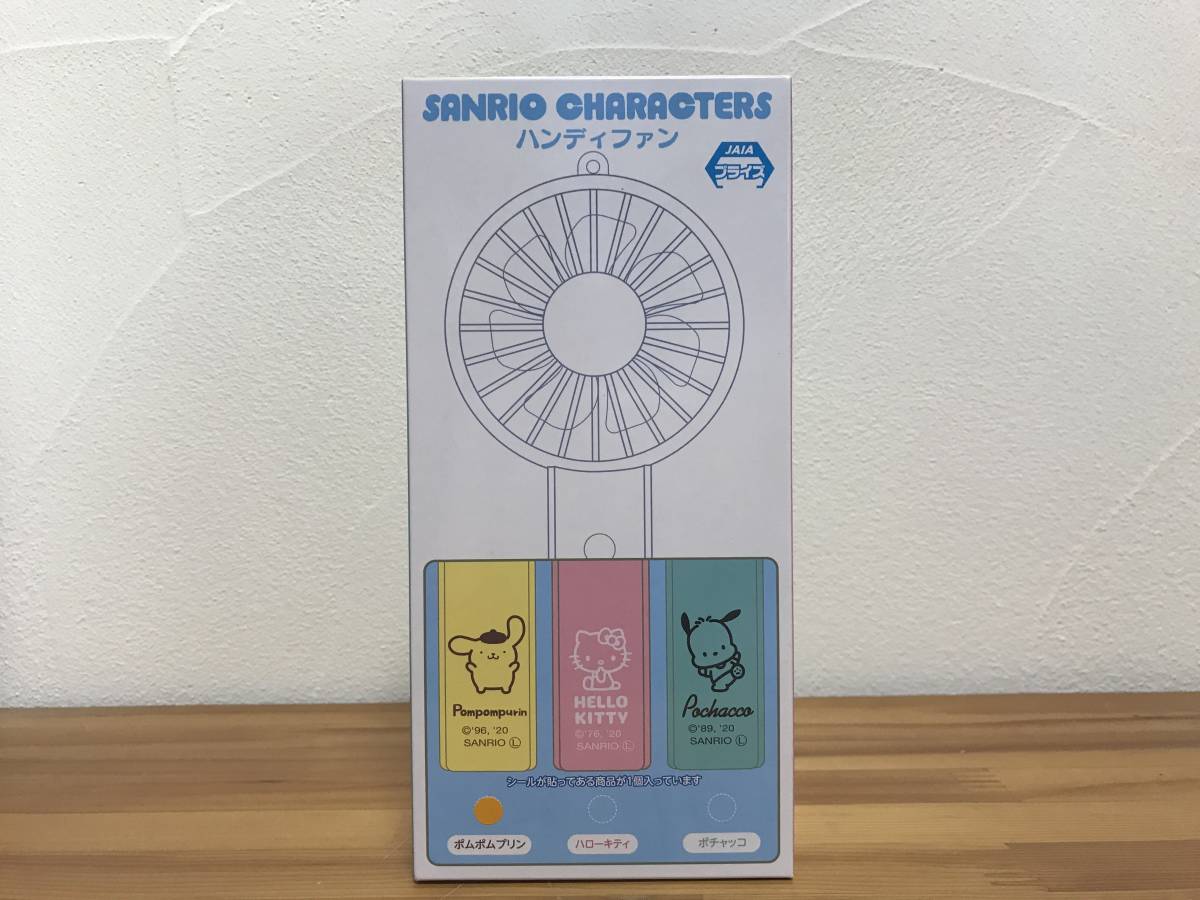 SANRIO CHARACTERS
ハンディファン
JAIA
プライズ
Pompompurin
©'96, '20
SANRIO Ⓛ
HELLO
KITTY
©'76, '20
SANRIO Ⓛ
Pochacco
©'89, '20
SANRIO Ⓛ
シールが貼ってある商品が1個入っています
ポムポムプリン
ハローキティ
ポチャッコ